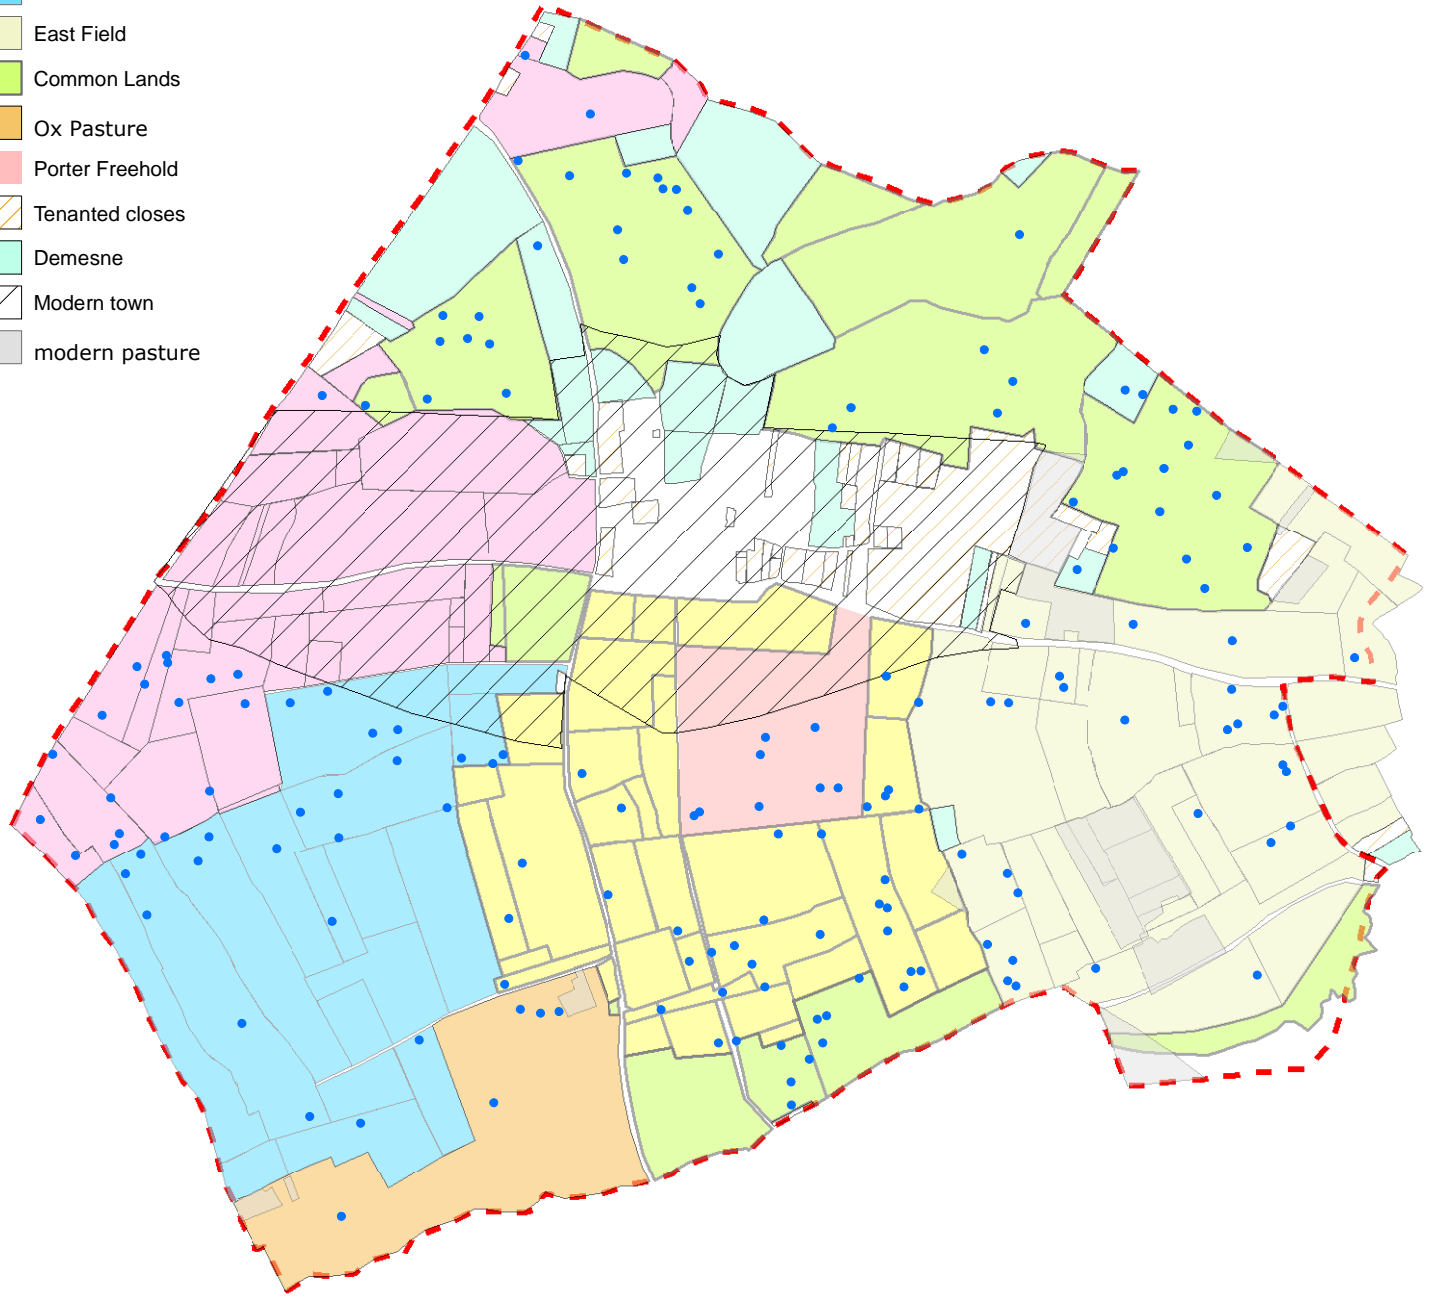 East Field
Common Lands
Ox Pasture
Porter Freehold
Tenanted closes
Demesne
Modern town
modern pasture